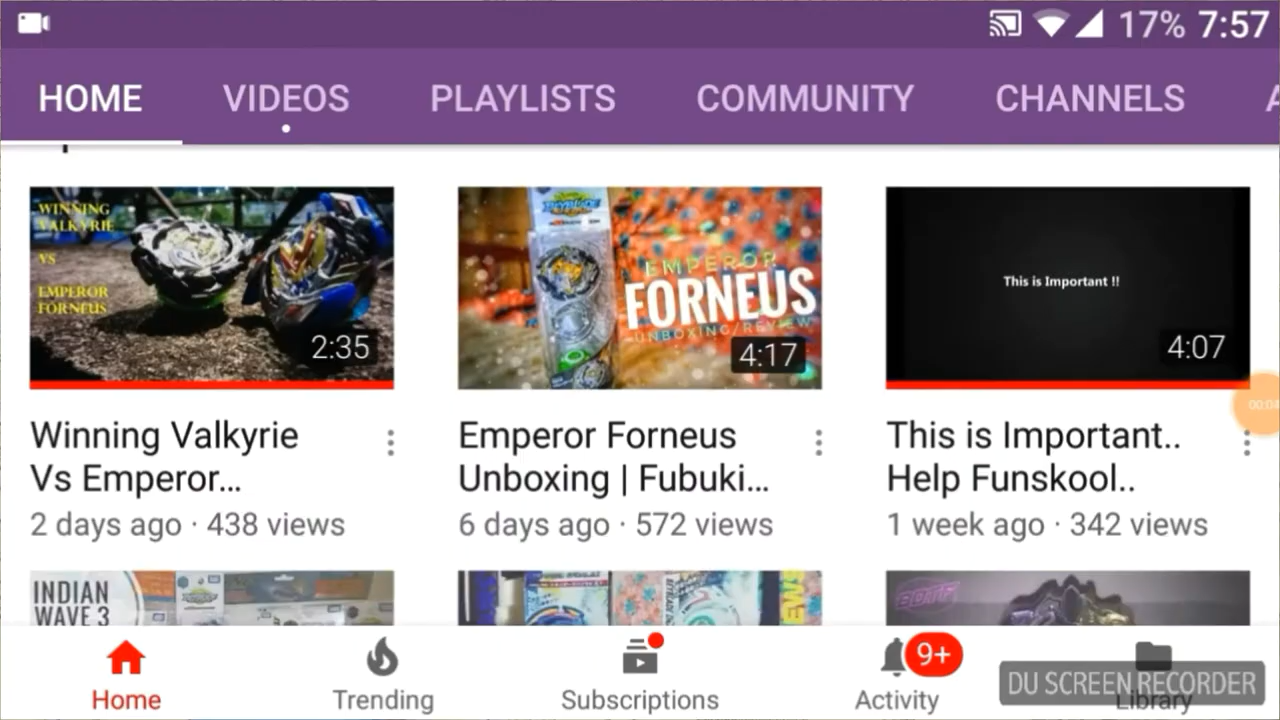 17% 7:57
HOME VIDEOS PLAYLISTS COMMUNITY CHANNELS A
WINNING
VALKYRIE
VS
EMPEROR
FORNEUS
2:35
EMPEROR
FORNEUS
UNBOXING/REVIEW
4:17
This is Important !!
4:07
00:04
Winning Valkyrie
Vs Emperor...
2 days ago · 438 views
Emperor Forneus
Unboxing | Fubuki...
6 days ago · 572 views
This is Important..
Help Funskool..
1 week ago · 342 views
INDIAN
WAVE 3
9+
Home
Trending
Subscriptions
Activity
Library
DU SCREEN RECORDER